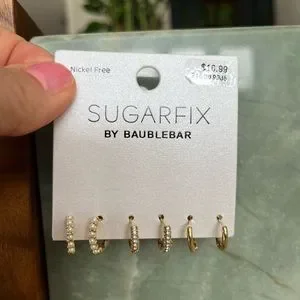 Nickel Free
$16.99
SUGARFIX
BY BAUBLEBAR